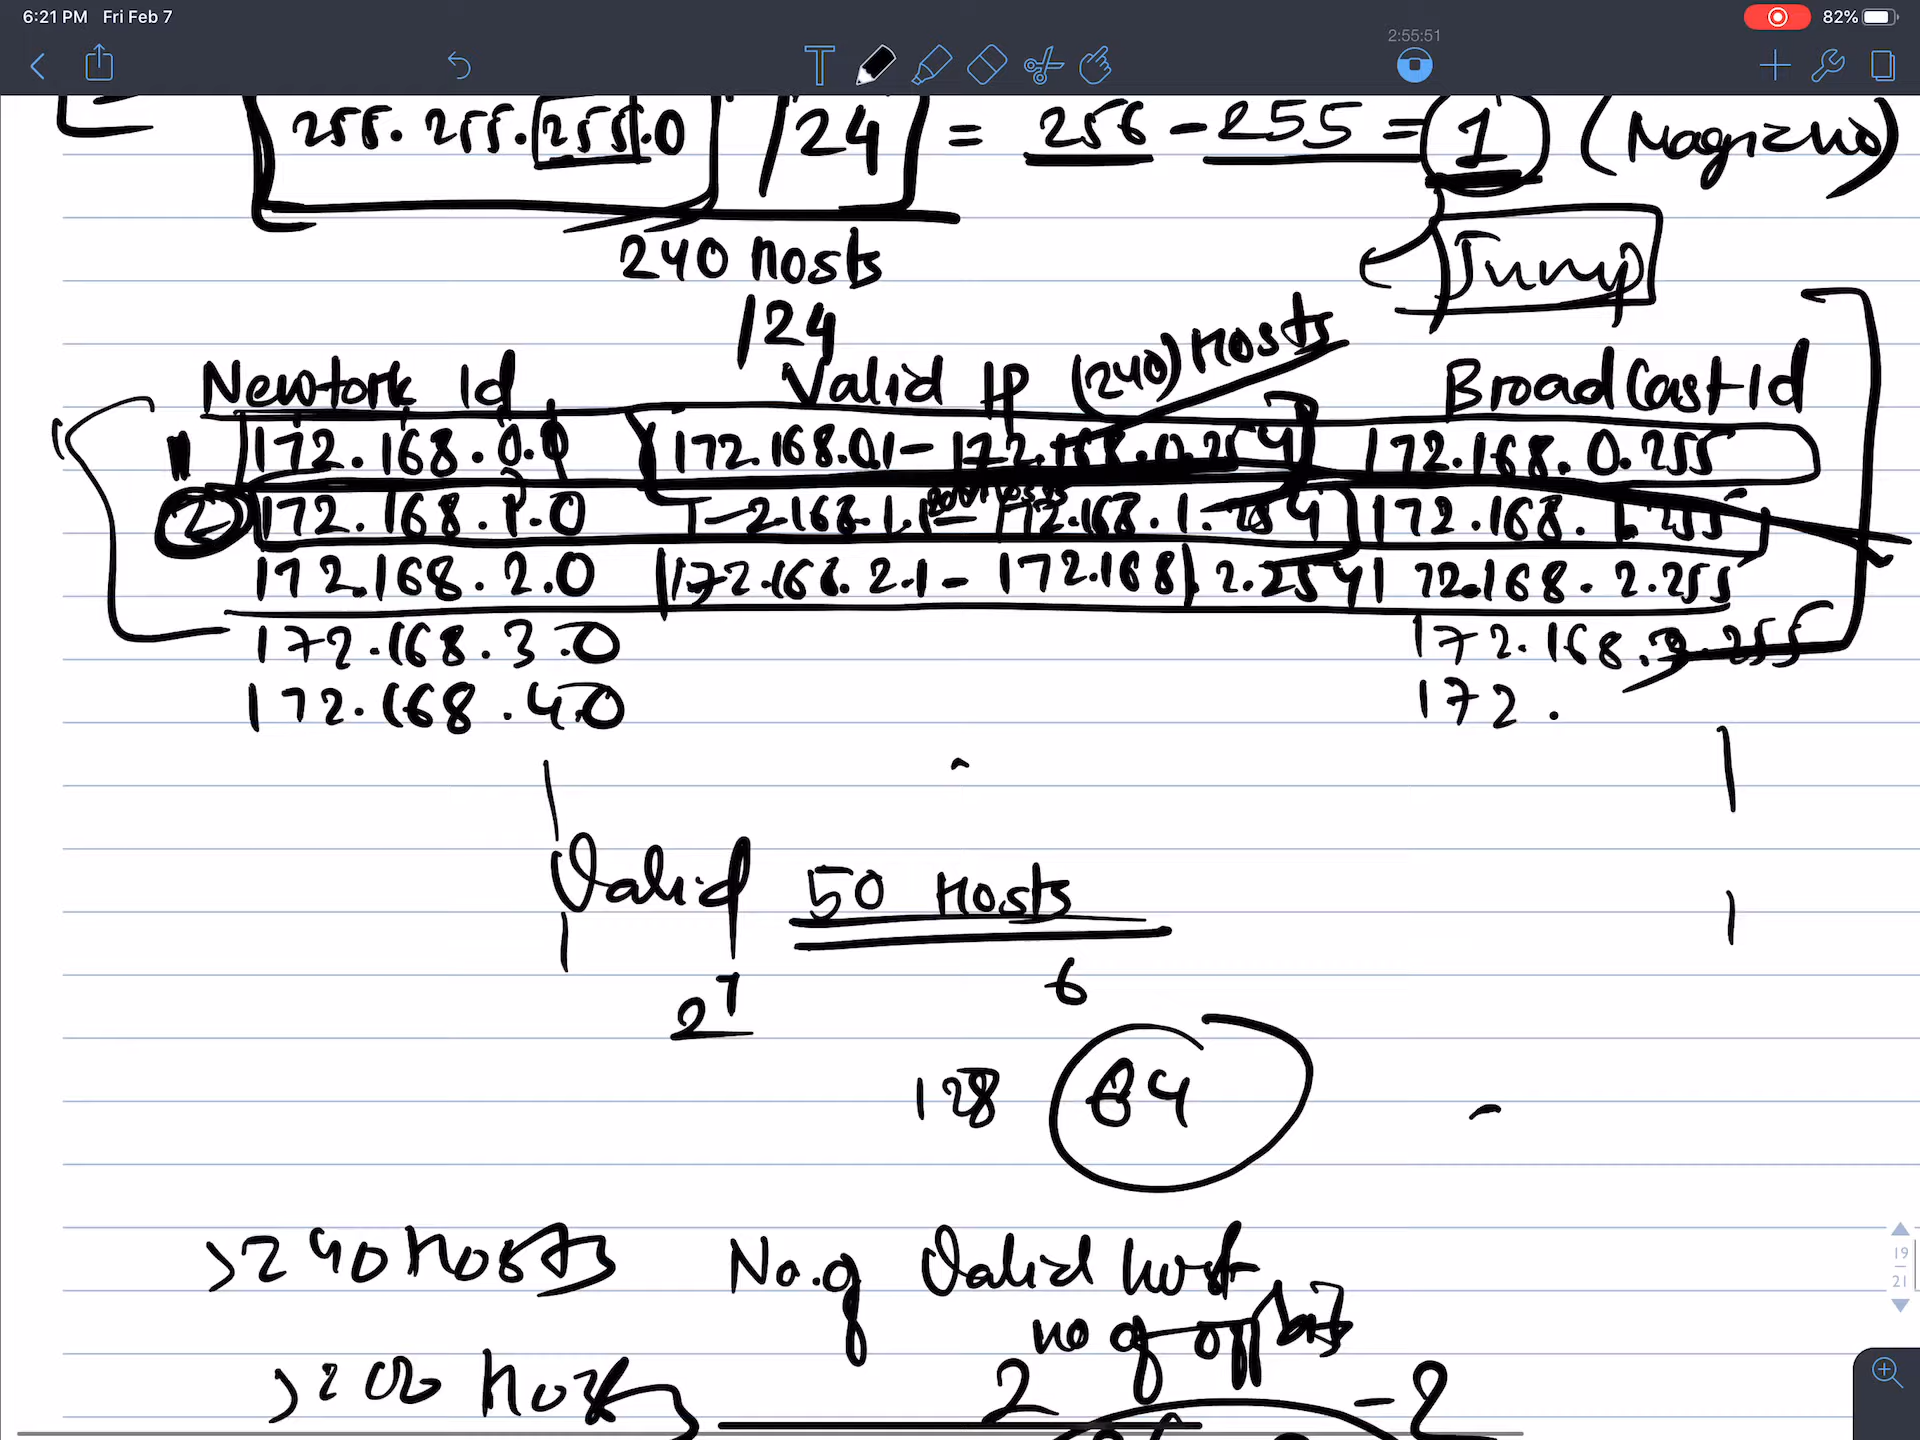 6:21 PM Fri Feb 7
82%
2:55:51
255.255.255.0 /24 = 256 - 255 = 1 (Magic no)
240 Hosts
Jump
/24
Newtork Id Valid IP (240) Hosts BroadCast Id
1 172.168.0.0 172.168.0.1 - 172.168.0.254 172.168.0.255
200 Hosts
2 172.168.1.0 172.168.1.1 - 172.168.1.254 172.168.1.255
172.168.2.0 172.168.2.1 - 172.168.2.254 172.168.2.255
172.168.3.0 172.168.3.255
172.168.4.0 172.
Valid 50 Hosts
2^7 6
128 64
240 Hosts No. of Valid host
no of off bits
200 Hosts 2 - 2
19
21